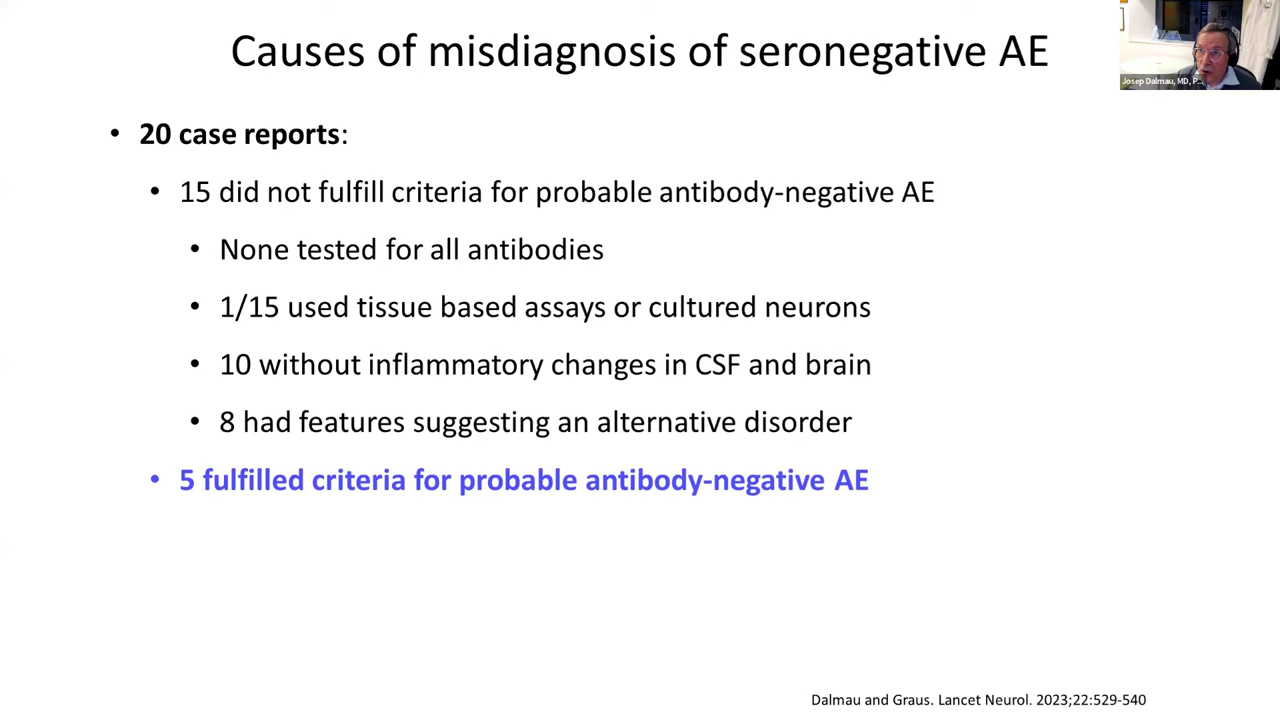 Causes of misdiagnosis of seronegative AE
Josep Dalmau, MD, P...
• 20 case reports:
• 15 did not fulfill criteria for probable antibody-negative AE
• None tested for all antibodies
• 1/15 used tissue based assays or cultured neurons
• 10 without inflammatory changes in CSF and brain
• 8 had features suggesting an alternative disorder
• 5 fulfilled criteria for probable antibody-negative AE
Dalmau and Graus. Lancet Neurol. 2023;22:529-540